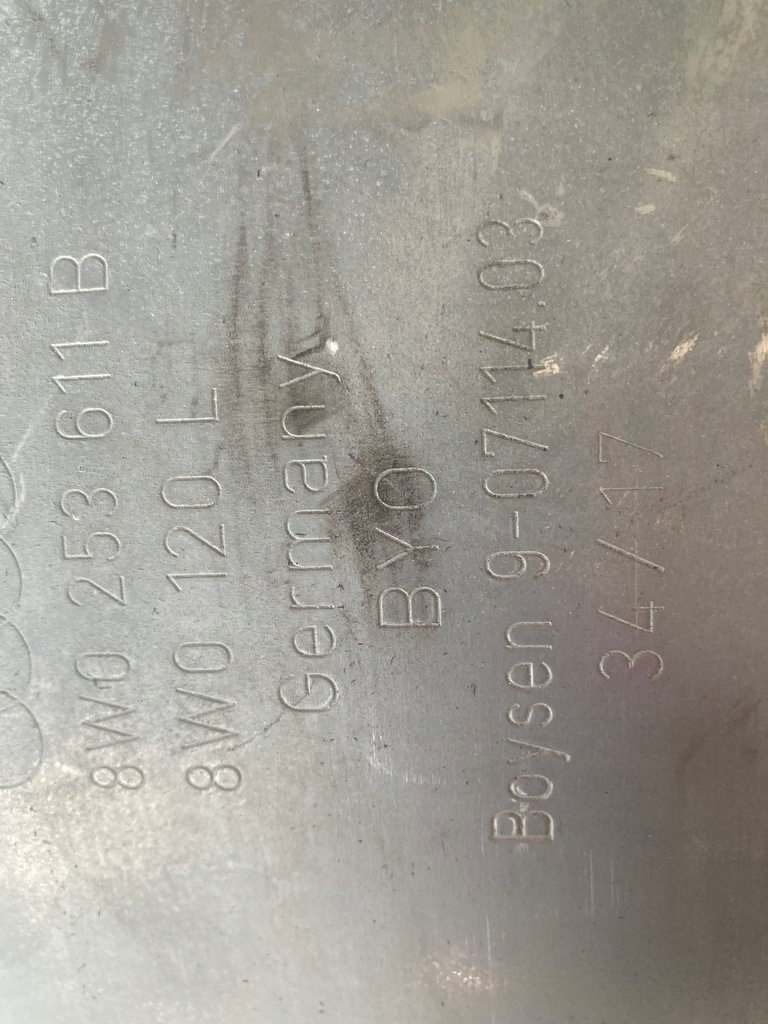 8W0 253 611 B
8W0 120 L
Germany
BYO
Boysen 9-07114.03
34/17